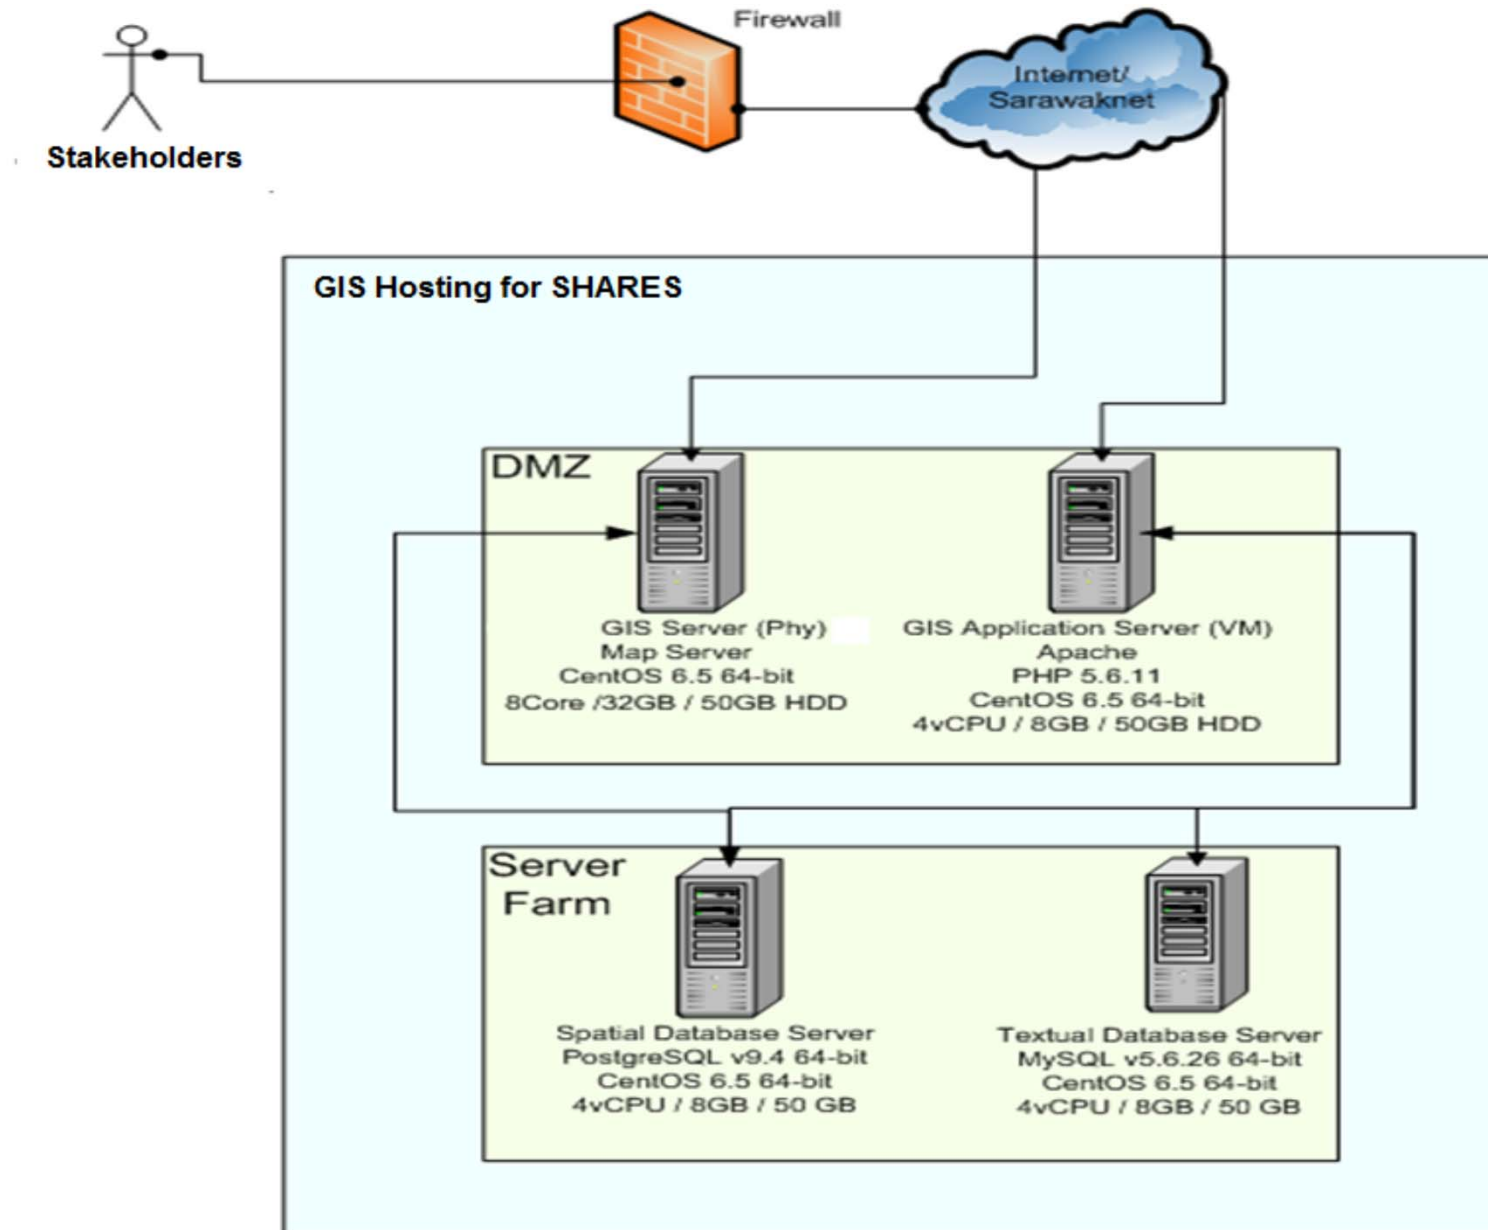 Firewall
Internet/
Sarawaknet
Stakeholders
GIS Hosting for SHARES
DMZ
GIS Server (Phy)
Map Server
CentOS 6.5 64-bit
8Core /32GB / 50GB HDD
GIS Application Server (VM)
Apache
PHP 5.6.11
CentOS 6.5 64-bit
4vCPU / 8GB / 50GB HDD
Server
Farm
Spatial Database Server
PostgreSQL v9.4 64-bit
CentOS 6.5 64-bit
4vCPU / 8GB / 50 GB
Textual Database Server
MySQL v5.6.26 64-bit
CentOS 6.5 64-bit
4vCPU / 8GB / 50 GB